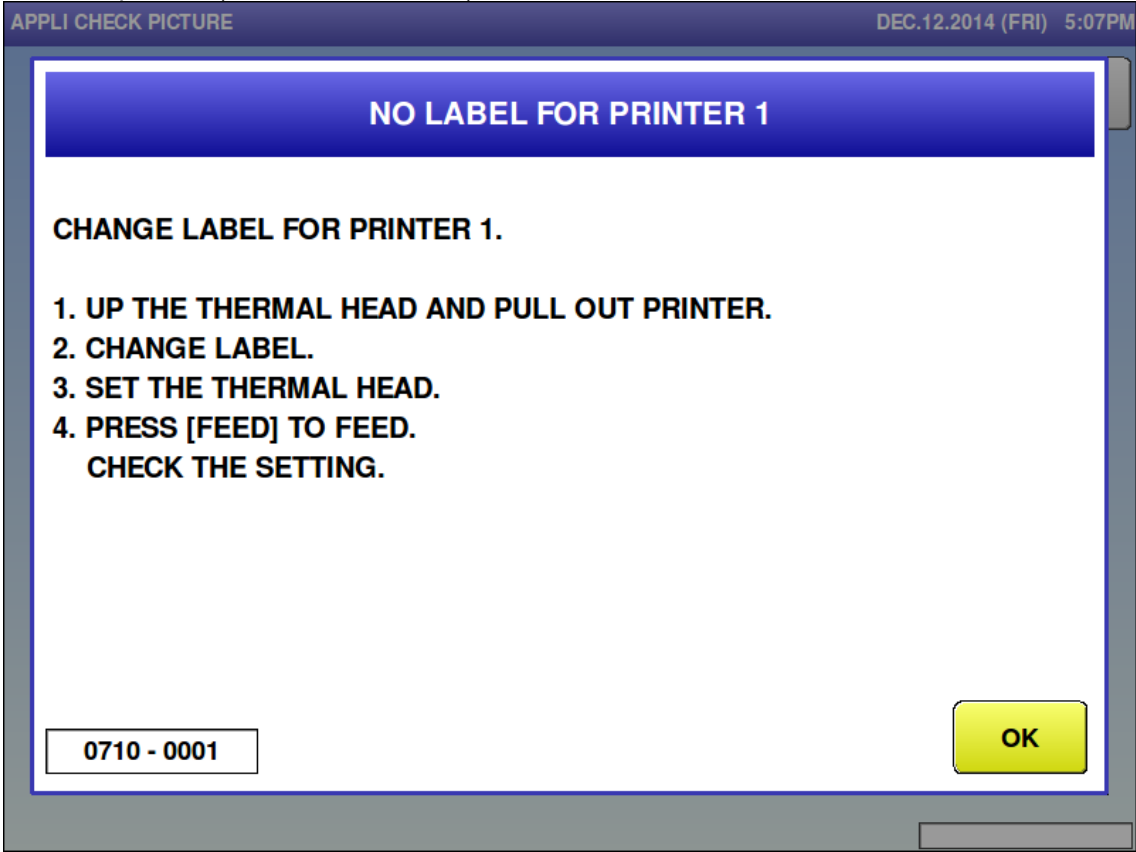 APPLI CHECK PICTURE DEC.12.2014 (FRI) 5:07PM
NO LABEL FOR PRINTER 1
CHANGE LABEL FOR PRINTER 1.
1. UP THE THERMAL HEAD AND PULL OUT PRINTER.
2. CHANGE LABEL.
3. SET THE THERMAL HEAD.
4. PRESS [FEED] TO FEED.
CHECK THE SETTING.
0710 - 0001
OK